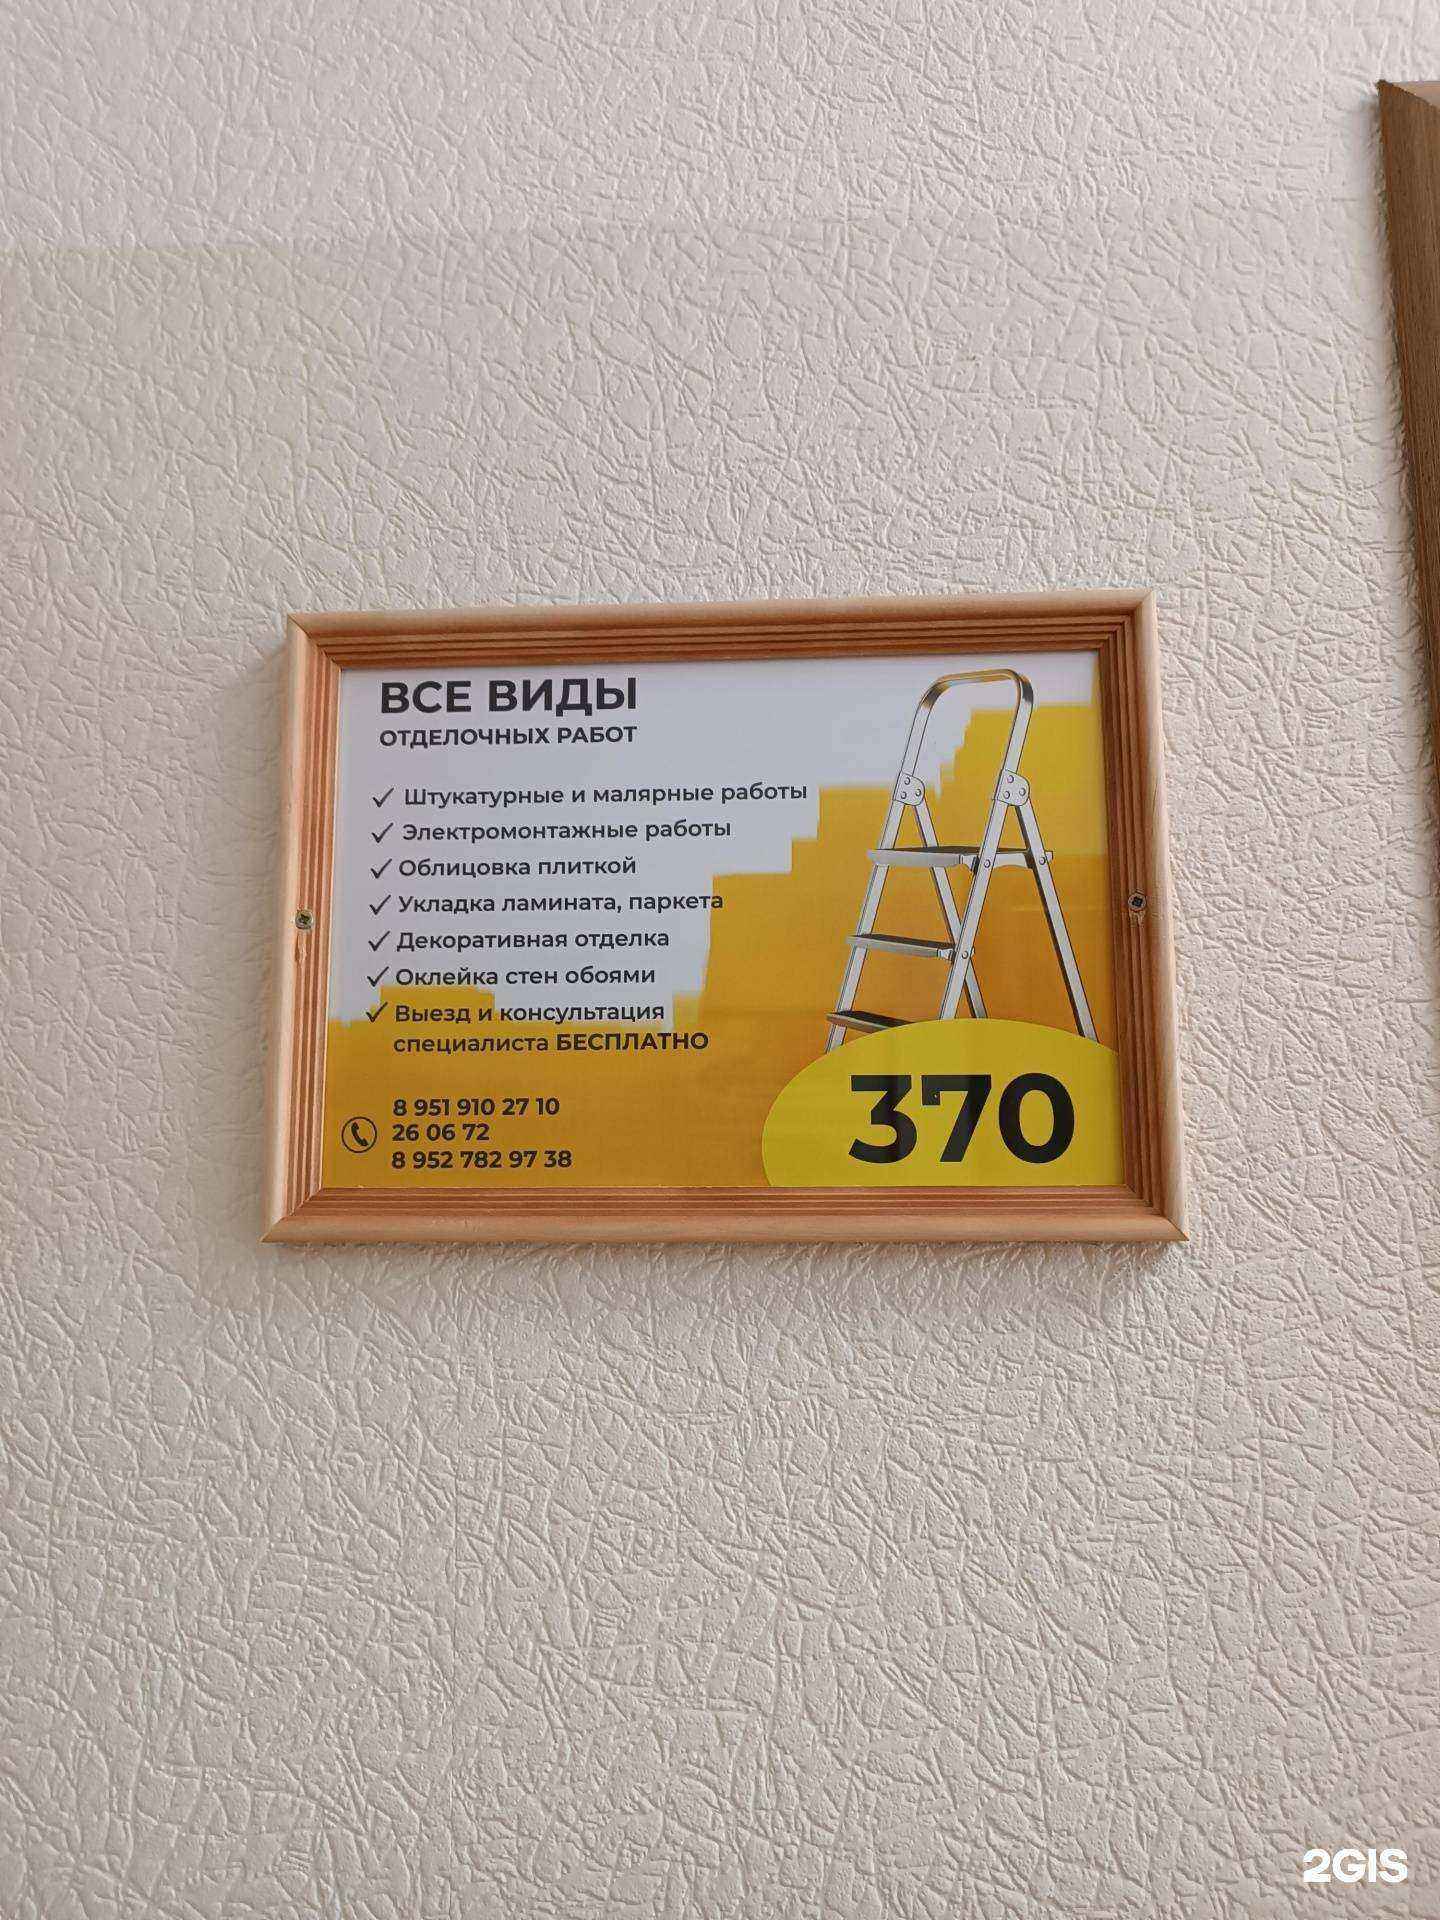 ВСЕ ВИДЫ
ОТДЕЛОЧНЫХ РАБОТ
✓ Штукатурные и малярные работы
✓ Электромонтажные работы
✓ Облицовка плиткой
✓ Укладка ламината, паркета
✓ Декоративная отделка
✓ Оклейка стен обоями
✓ Выезд и консультация
специалиста БЕСПЛАТНО
8 951 910 27 10
26 06 72
8 952 782 97 38
370
2GIS